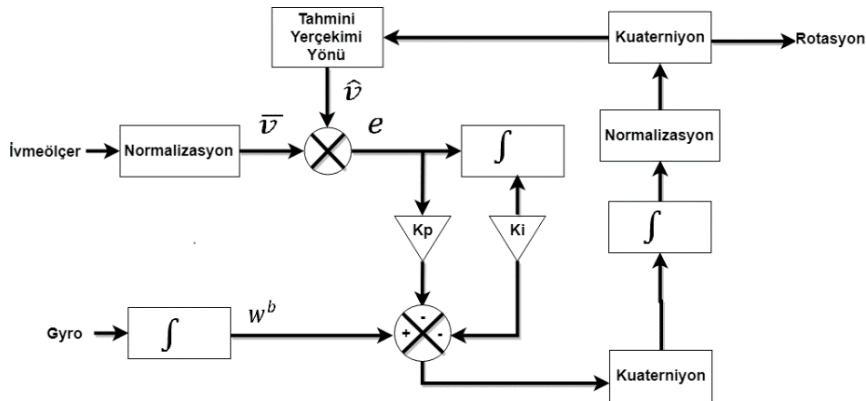 Tahmini
Yerçekimi
Yönü
Kuaterniyon
Rotasyon
v̂
v̅
e
İvmeölçer
Normalizasyon
∫
Normalizasyon
Kp
Ki
∫
Gyro
∫
w^b
-
+
-
Kuaterniyon